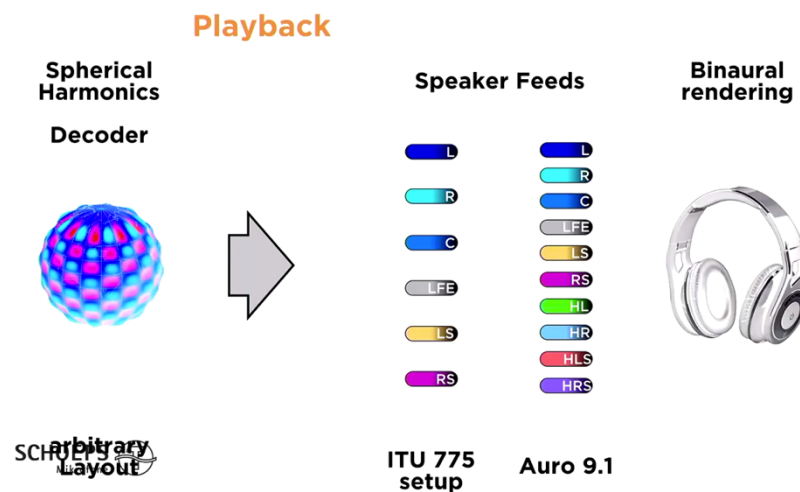 Playback
Spherical
Harmonics
Decoder
Speaker Feeds
Binaural
rendering
L
R
C
LFE
LS
RS
L
R
C
LFE
LS
RS
HL
HR
HLS
HRS
arbitrary
Layout
SCHOEPS
ITU 775
setup
Auro 9.1